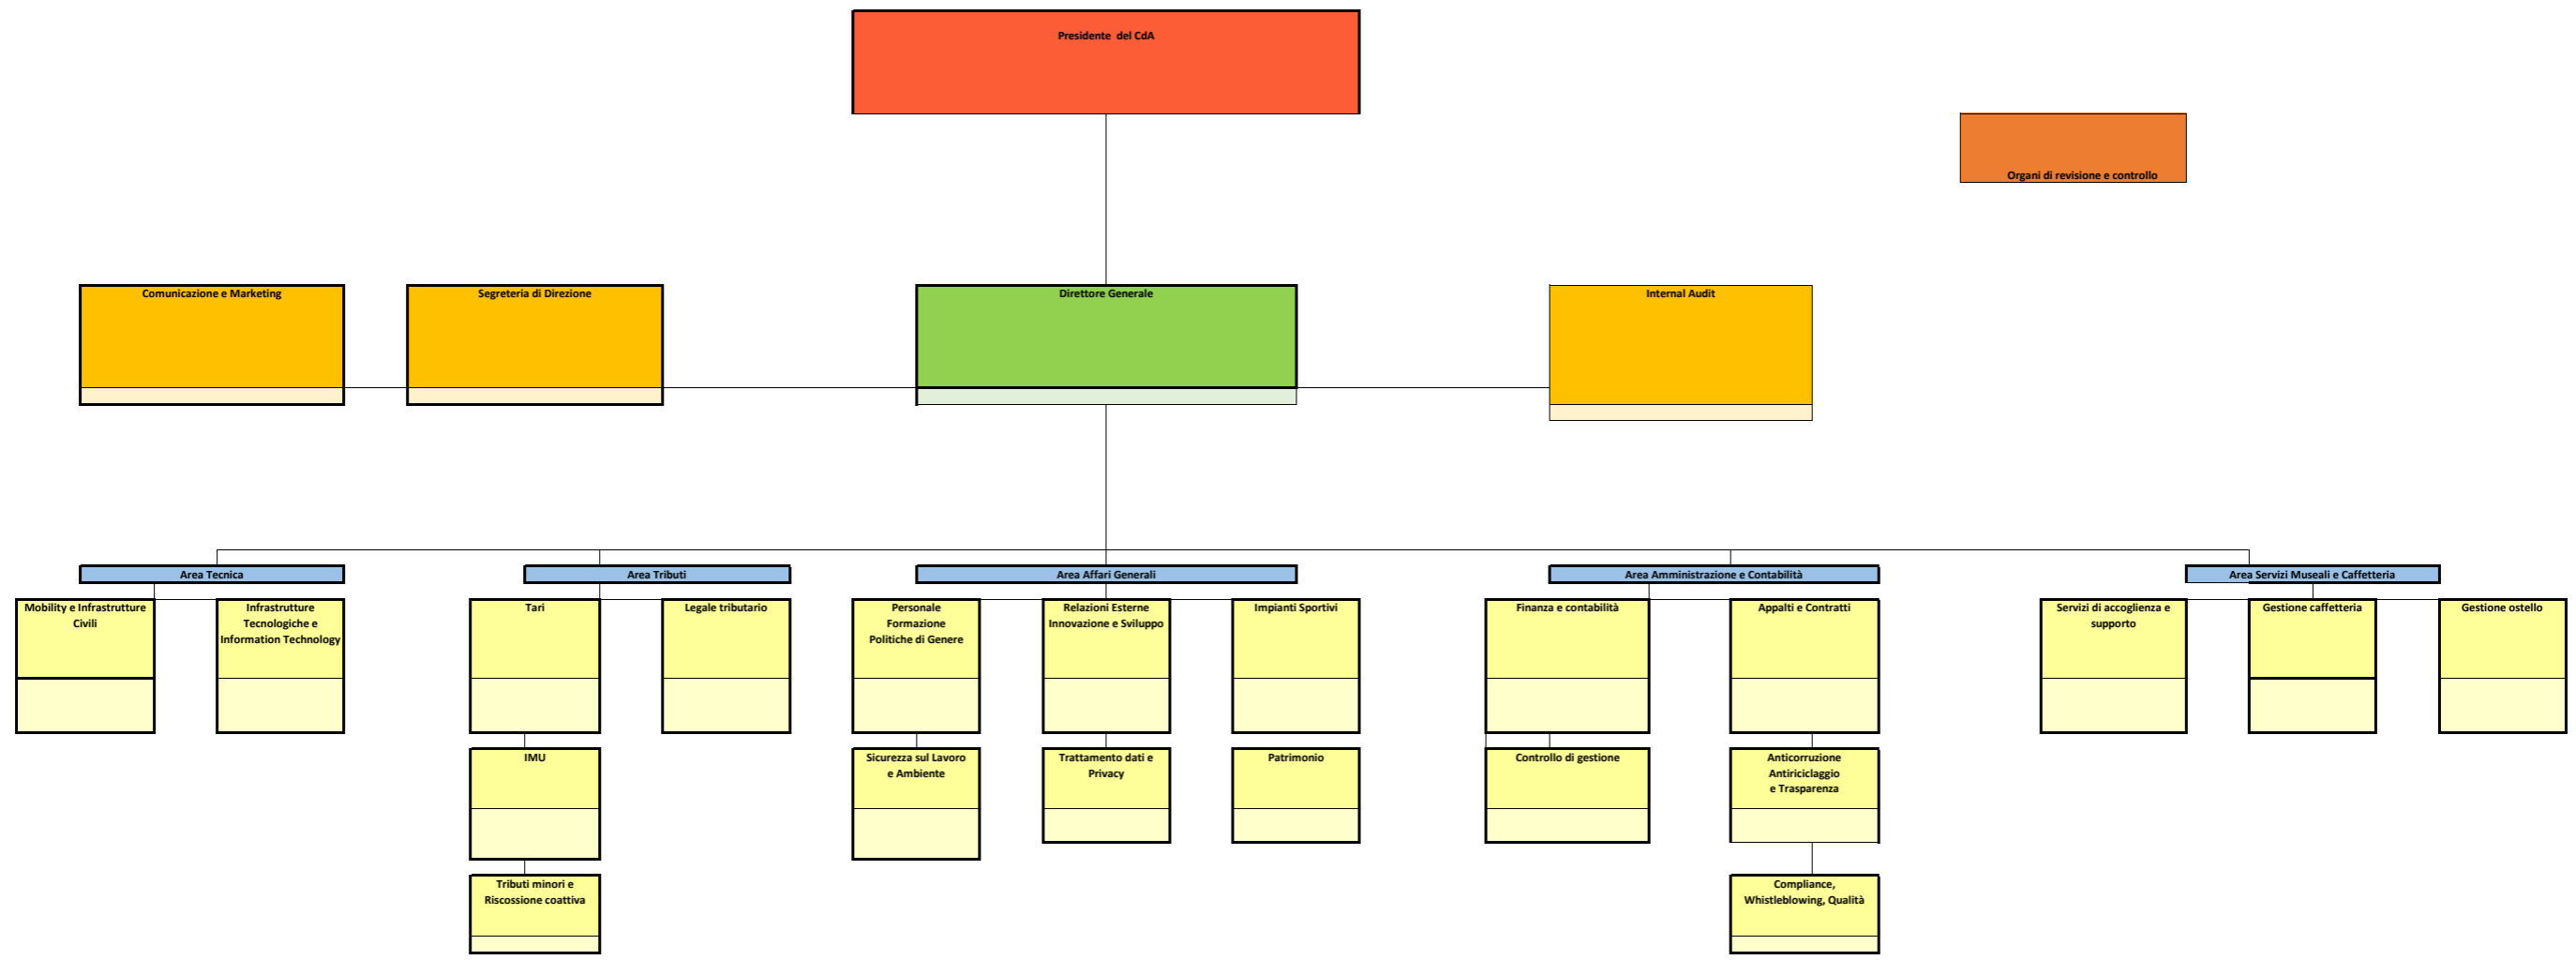 Presidente del CdA
Organi di revisione e controllo
Comunicazione e Marketing
Segreteria di Direzione
Direttore Generale
Internal Audit
Area Tecnica
Area Tributi
Area Affari Generali
Area Amministrazione e Contabilità
Area Servizi Museali e Caffetteria
Mobility e Infrastrutture
Civili
Infrastrutture
Tecnologiche e
Information Technology
Tari
Legale tributario
Personale
Formazione
Politiche di Genere
Relazioni Esterne
Innovazione e Sviluppo
Impianti Sportivi
Finanza e contabilità
Appalti e Contratti
Servizi di accoglienza e
supporto
Gestione caffetteria
Gestione ostello
IMU
Sicurezza sul Lavoro
e Ambiente
Trattamento dati e
Privacy
Patrimonio
Controllo di gestione
Anticorruzione
Antiriciclaggio
e Trasparenza
Tributi minori e
Riscossione coattiva
Compliance,
Whistleblowing, Qualità